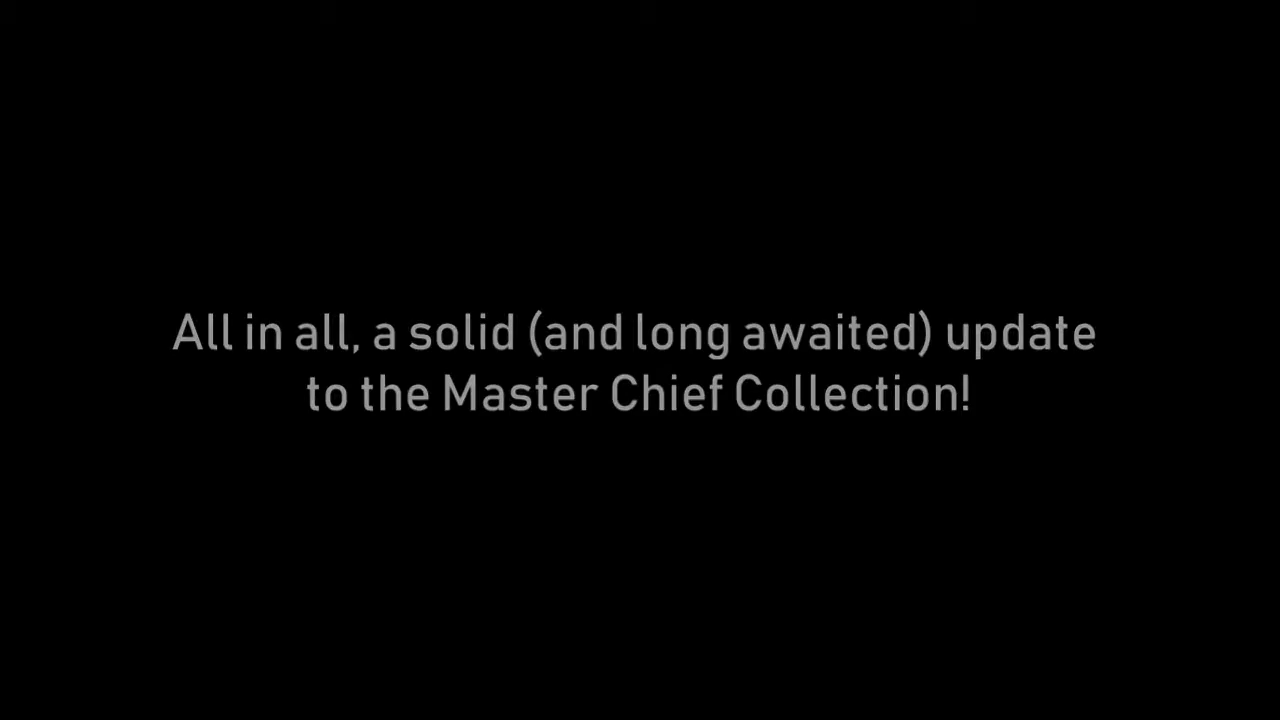 All in all, a solid (and long awaited) update
to the Master Chief Collection!